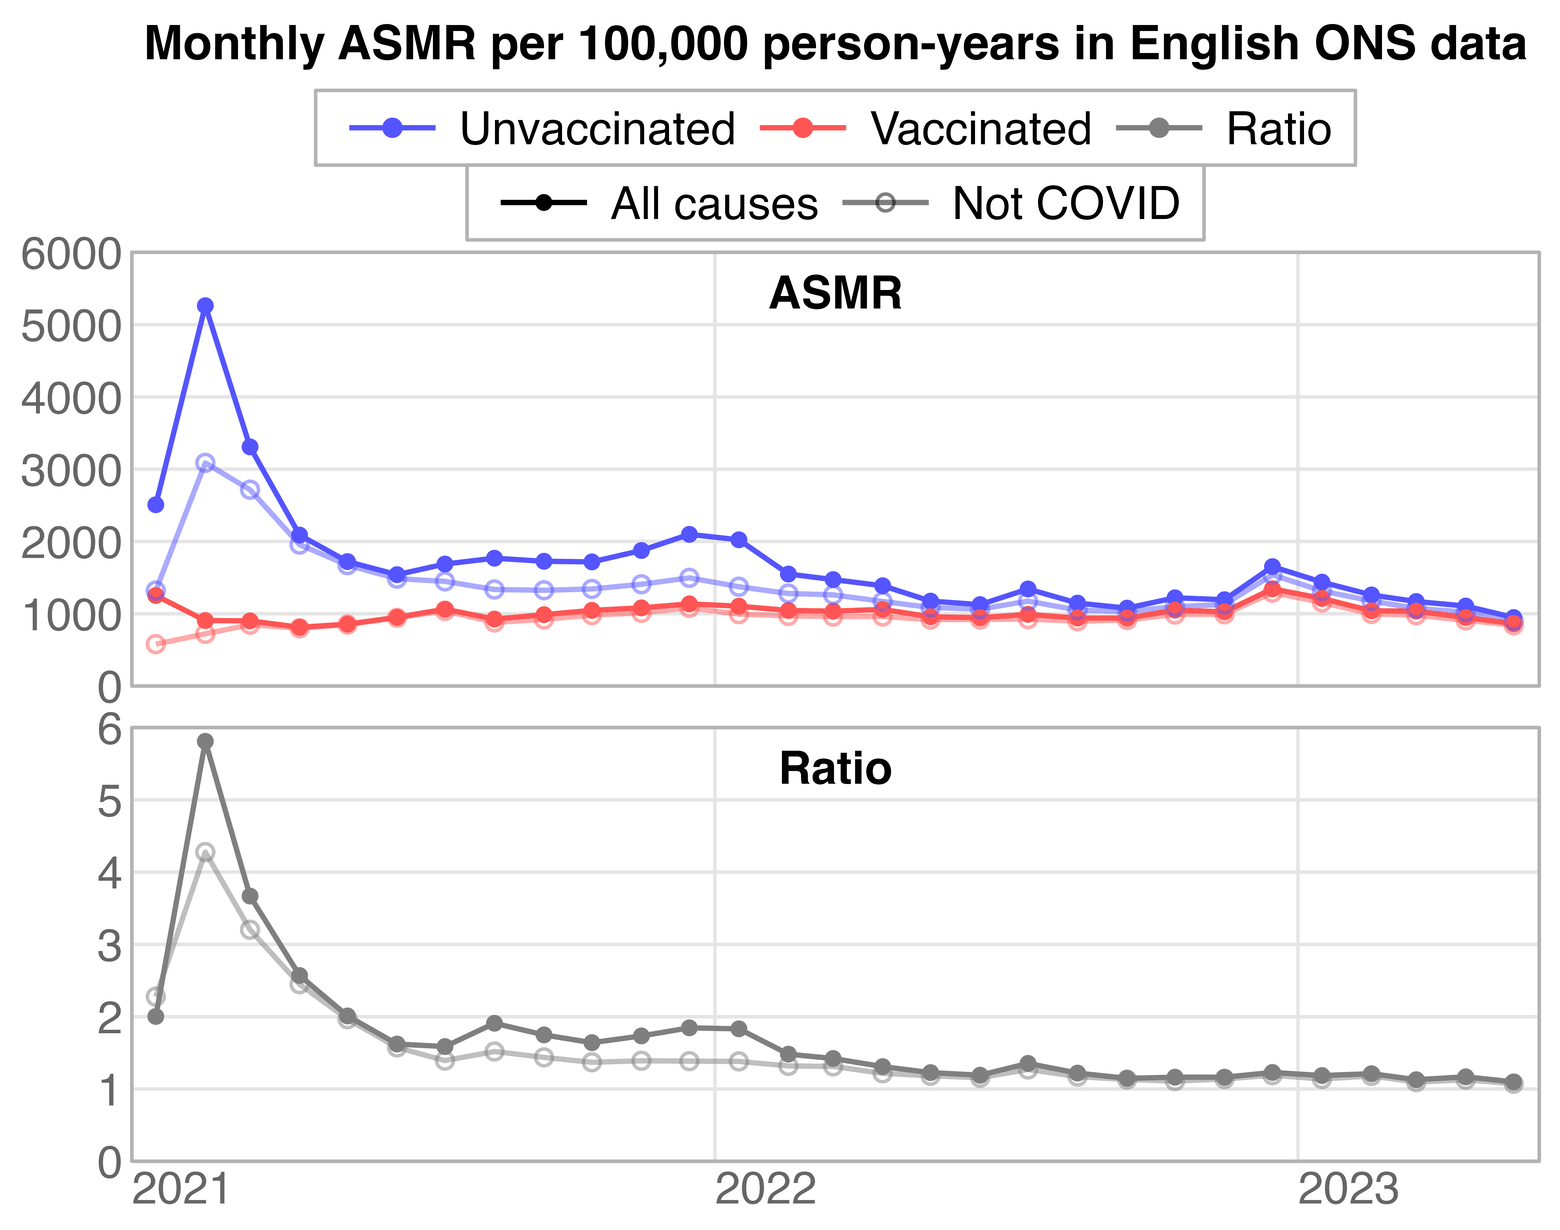 Monthly ASMR per 100,000 person-years in English ONS data
Unvaccinated Vaccinated Ratio
All causes Not COVID
ASMR
6000
5000
4000
3000
2000
1000
0
Ratio
6
5
4
3
2
1
0
2021 2022 2023